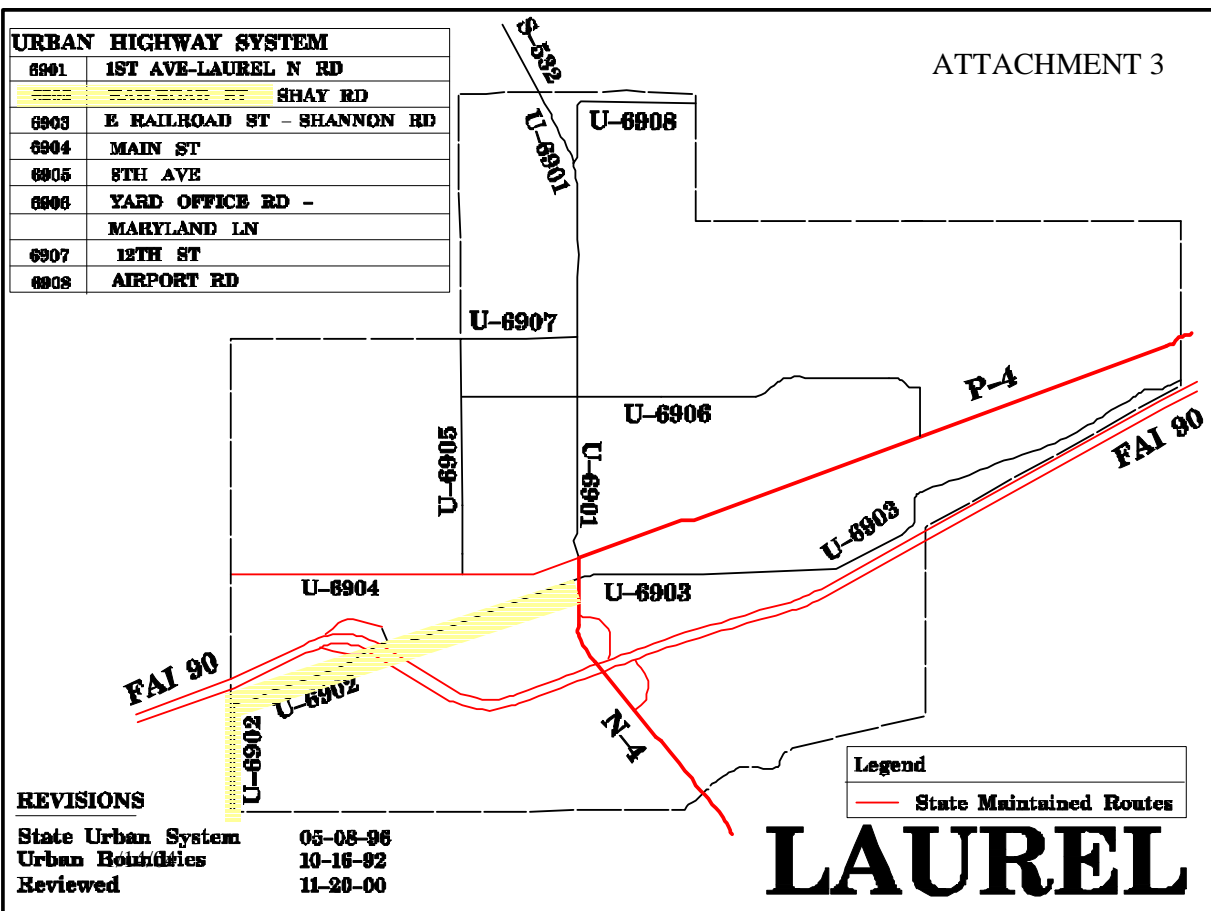 URBAN HIGHWAY SYSTEM
6901 1ST AVE-LAUREL N RD
SHAY RD
6903 E RAILROAD ST - SHANNON RD
6904 MAIN ST
6905 8TH AVE
6906 YARD OFFICE RD -
MARYLAND LN
6907 12TH ST
6908 AIRPORT RD
ATTACHMENT 3
S-532
U-6901
U-6908
U-6907
U-6906
P-4
FAI 90
U-6905
U-6901
U-6903
U-6904
U-6903
FAI 90
U-6902
U-6902
N-4
Legend
State Maintained Routes
REVISIONS
State Urban System 05-08-96
Urban 10-16-92
Reviewed 11-20-00
LAUREL